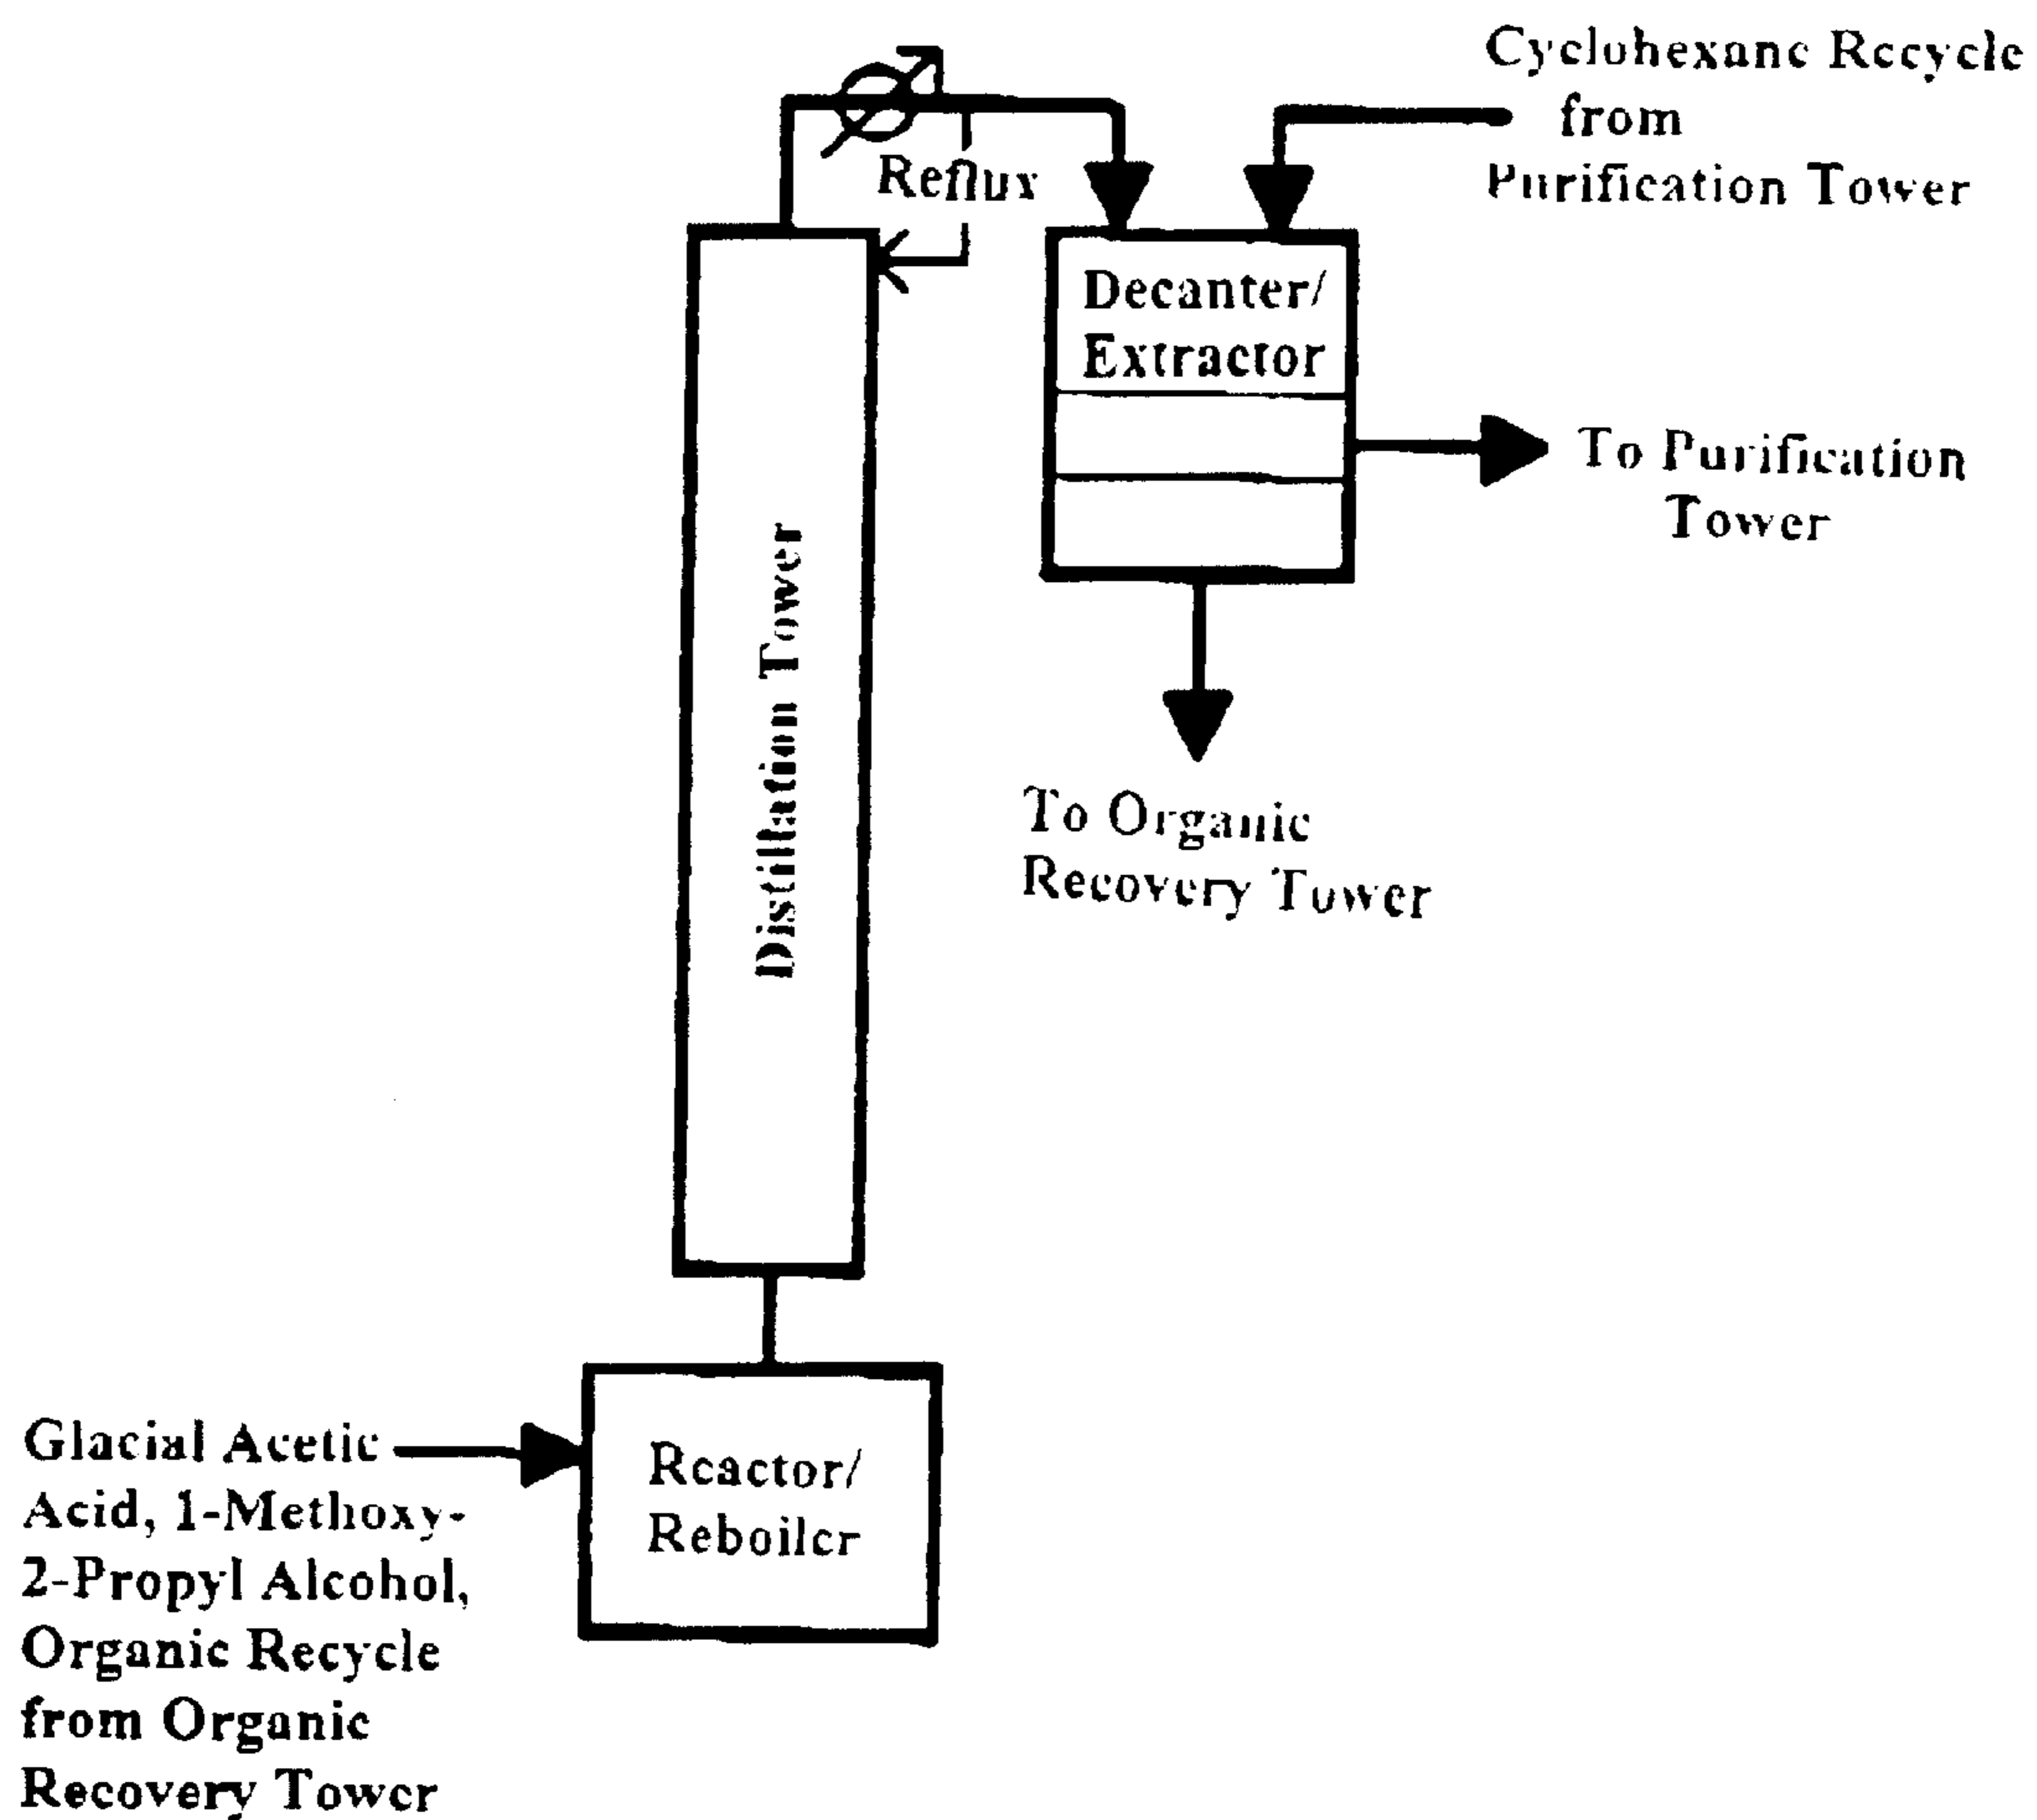 Cyclohexane Recycle
from
Purification Tower
Reflux
Decanter/
Extractor
To Purification
Tower
Distillation Tower
To Organic
Recovery Tower
Glacial Acetic
Acid, 1-Methoxy-
2-Propyl Alcohol,
Organic Recycle
from Organic
Recovery Tower
Reactor/
Reboiler